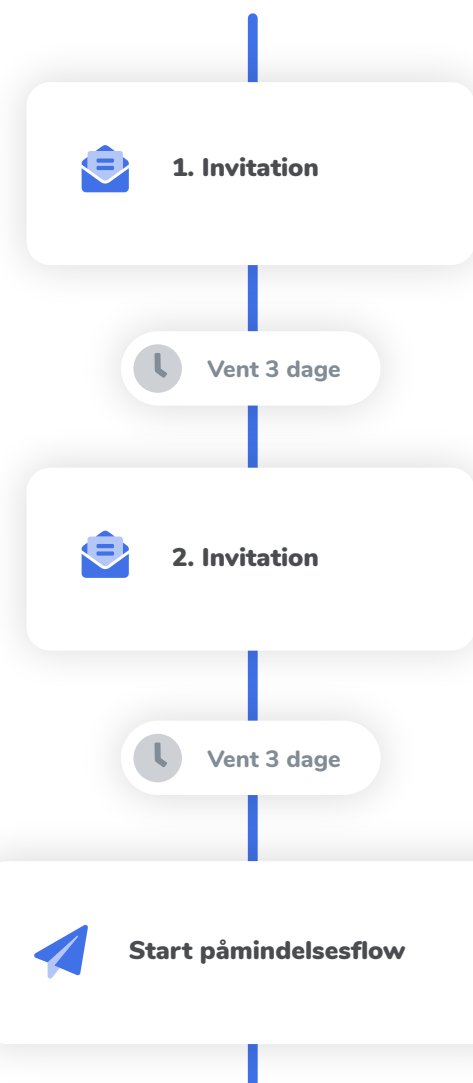 1. Invitation
Vent 3 dage
2. Invitation
Vent 3 dage
Start påmindelsesflow